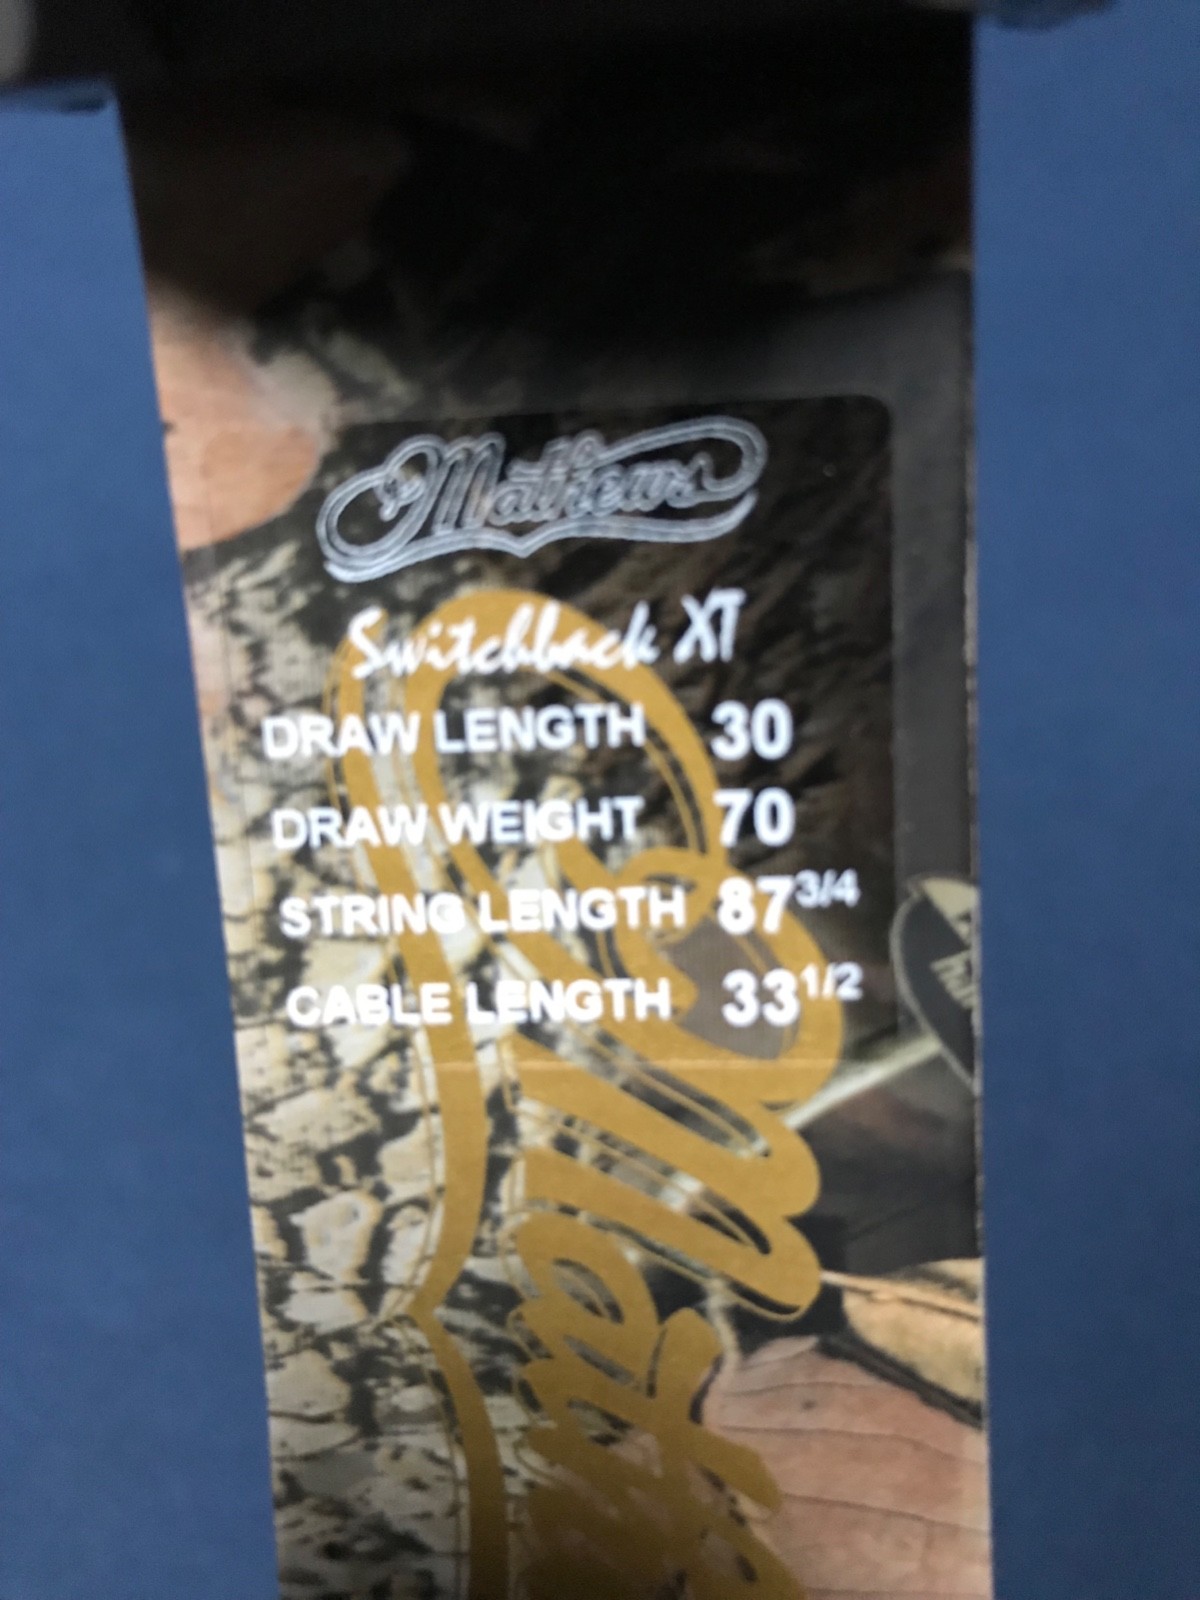 Mathews
Switchback XT
DRAW LENGTH 30
DRAW WEIGHT 70
STRING LENGTH 87 3/4
CABLE LENGTH 33 1/2